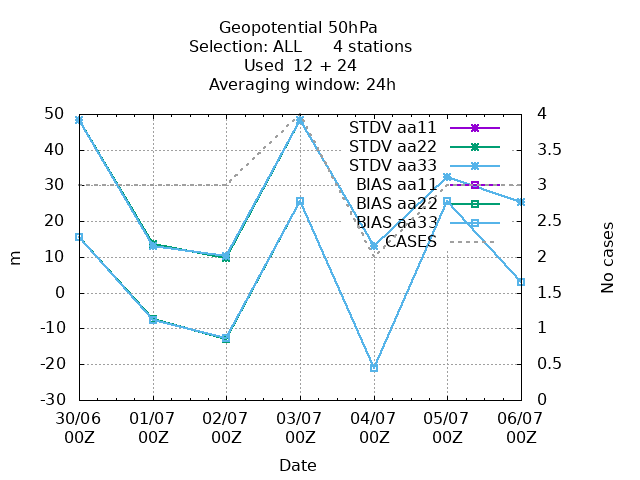 Geopotential 50hPa
Selection: ALL 4 stations
Used 12 + 24
Averaging window: 24h
50 4
STDV aa11
STDV aa22
40 3.5
STDV aa33
30 BIAS aa11 3
BIAS aa22
20 BIAS aa33 2.5
CASES
10 2
m
No cases
0 1.5
-10 1
-20 0.5
-30 0
30/06 01/07 02/07 03/07 04/07 05/07 06/07
00Z 00Z 00Z 00Z 00Z 00Z 00Z
Date